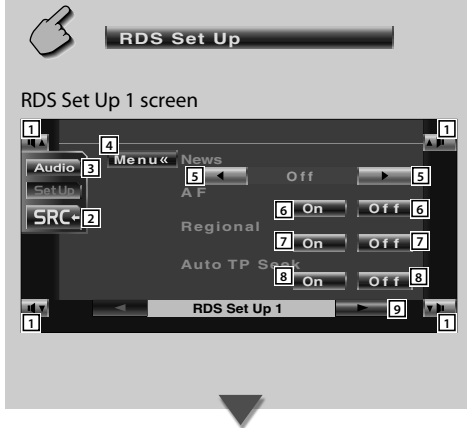 RDS Set Up
RDS Set Up 1 screen
1 1
4
Audio 3 Menu« News
5 Off 5
Set Up AF
SRC 2 6 On Off 6
Regional
7 On Off 7
Auto TP Seek
8 On Off 8
RDS Set Up 1 9
1 1